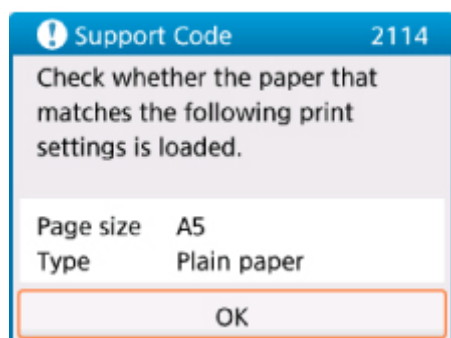 Support Code 2114
Check whether the paper that
matches the following print
settings is loaded.
Page size A5
Type Plain paper
OK